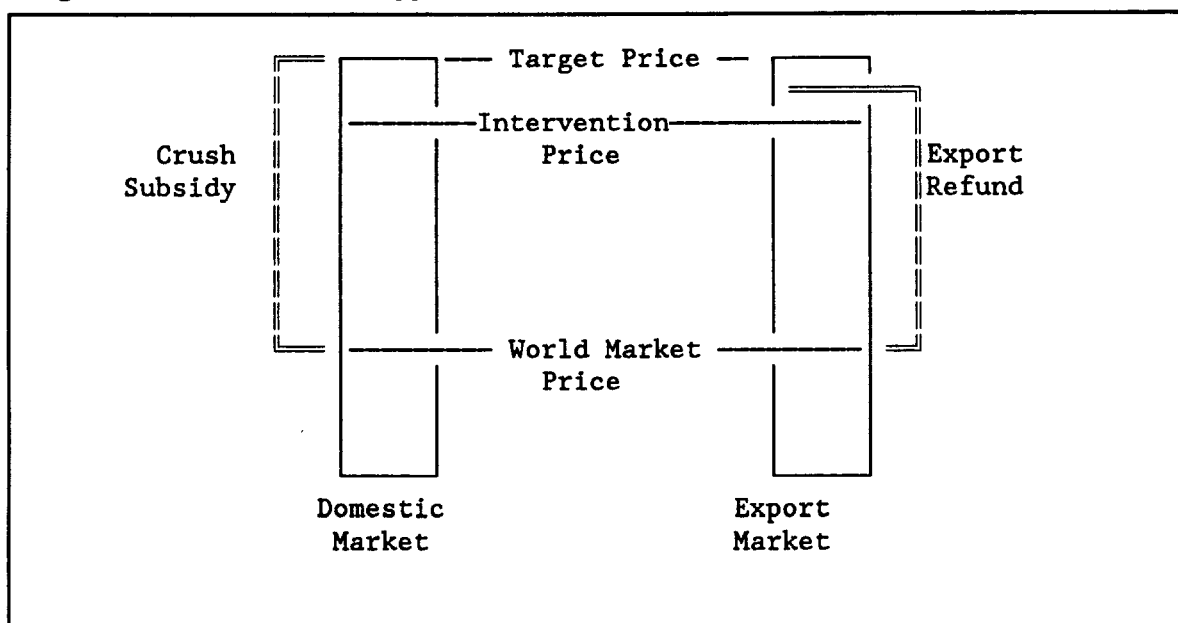 Target Price
Intervention
Price
Crush
Subsidy
Export
Refund
World Market
Price
Domestic
Market
Export
Market